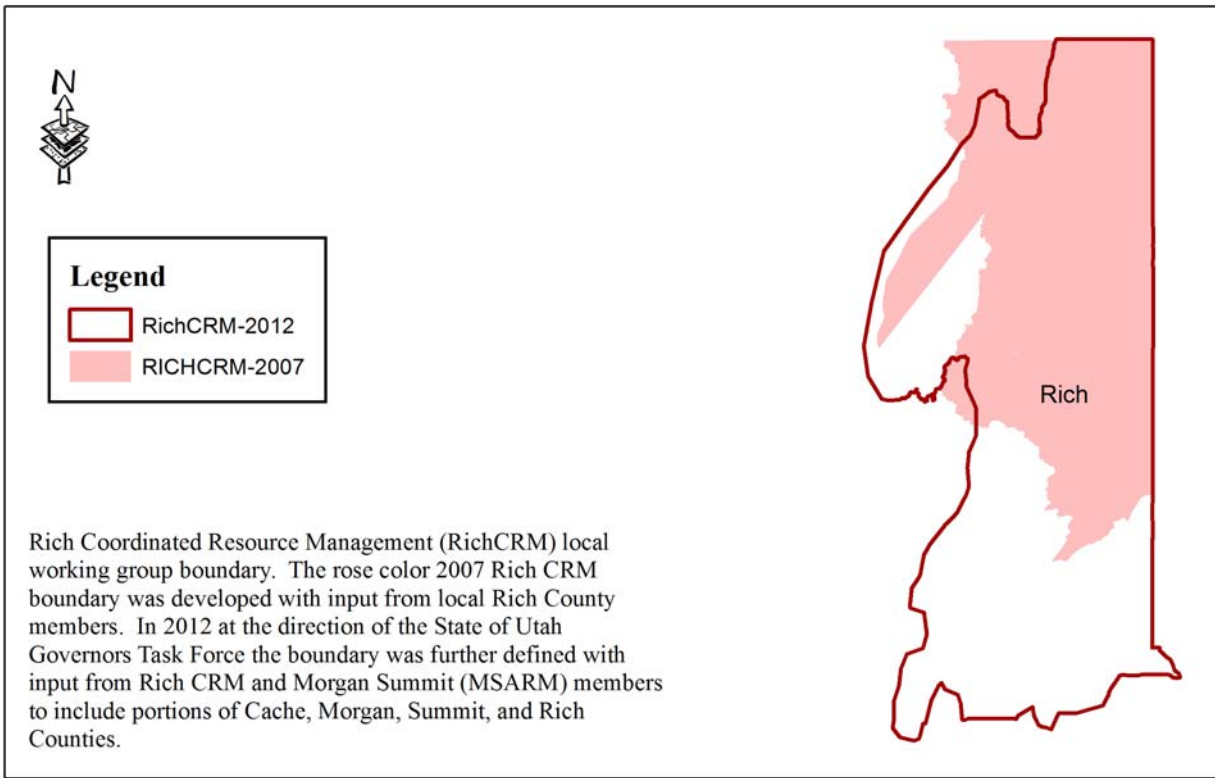 N
Legend
RichCRM-2012
RICHCRM-2007
Rich
Rich Coordinated Resource Management (RichCRM) local
working group boundary. The rose color 2007 Rich CRM
boundary was developed with input from local Rich County
members. In 2012 at the direction of the State of Utah
Governors Task Force the boundary was further defined with
input from Rich CRM and Morgan Summit (MSARM) members
to include portions of Cache, Morgan, Summit, and Rich
Counties.